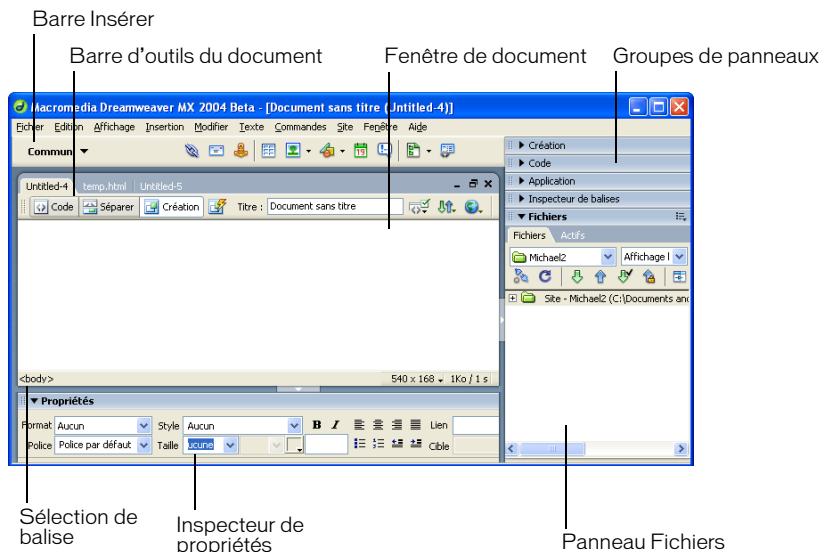 Barre Insérer
Barre d'outils du document
Fenêtre de document
Groupes de panneaux
Macromedia Dreamweaver MX 2004 Beta - [Document sans titre (Untitled-4)]
Fichier Edition Affichage Insertion Modifier Texte Commandes Site Fenêtre Aide
Commun
Création
Code
Application
Inspecteur de balises
Fichiers
Untitled-4 temp.html Untitled-5
Code Séparer Création Titre : Document sans titre
Fichiers Actifs
Michael2 Affichage l
Site - Michael2 (C:\Documents and
<body> 540 x 168 1Ko / 1 s
Propriétés
Format Aucun Style Aucun B I Lien
Police Police par défaut Taille ucune Cible
Sélection de
balise
Inspecteur de
propriétés
Panneau Fichiers